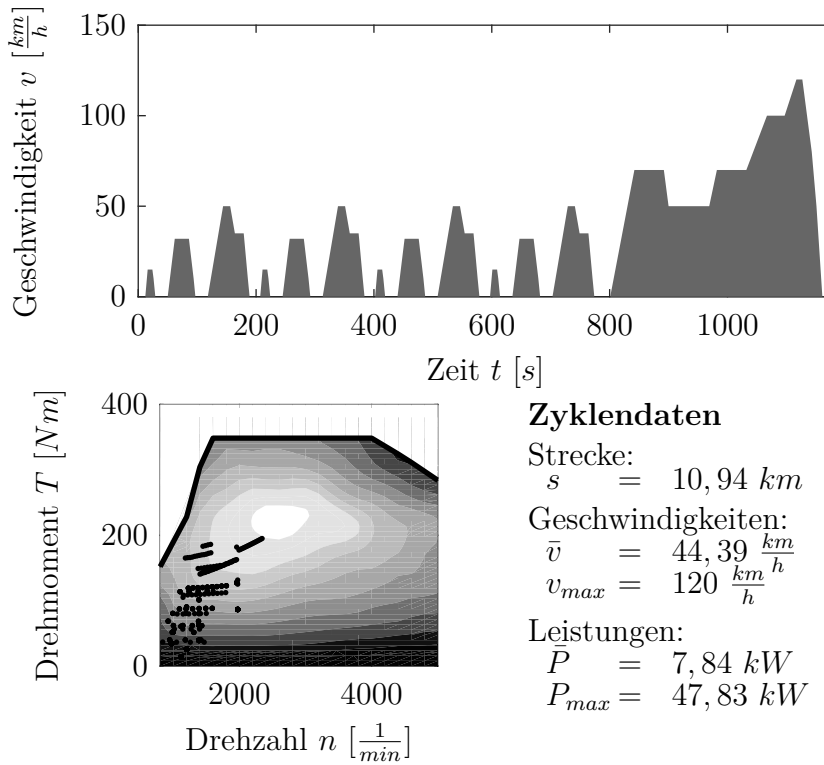 150
100
50
0
Geschwindigkeit v [km/h]
0 200 400 600 800 1000
Zeit t [s]
400
200
0
Drehmoment T [Nm]
2000 4000
Drehzahl n [1/min]
Zyklendaten
Strecke:
s = 10,94 km
Geschwindigkeiten:
v̄ = 44,39 km/h
v_max = 120 km/h
Leistungen:
P̄ = 7,84 kW
P_max = 47,83 kW